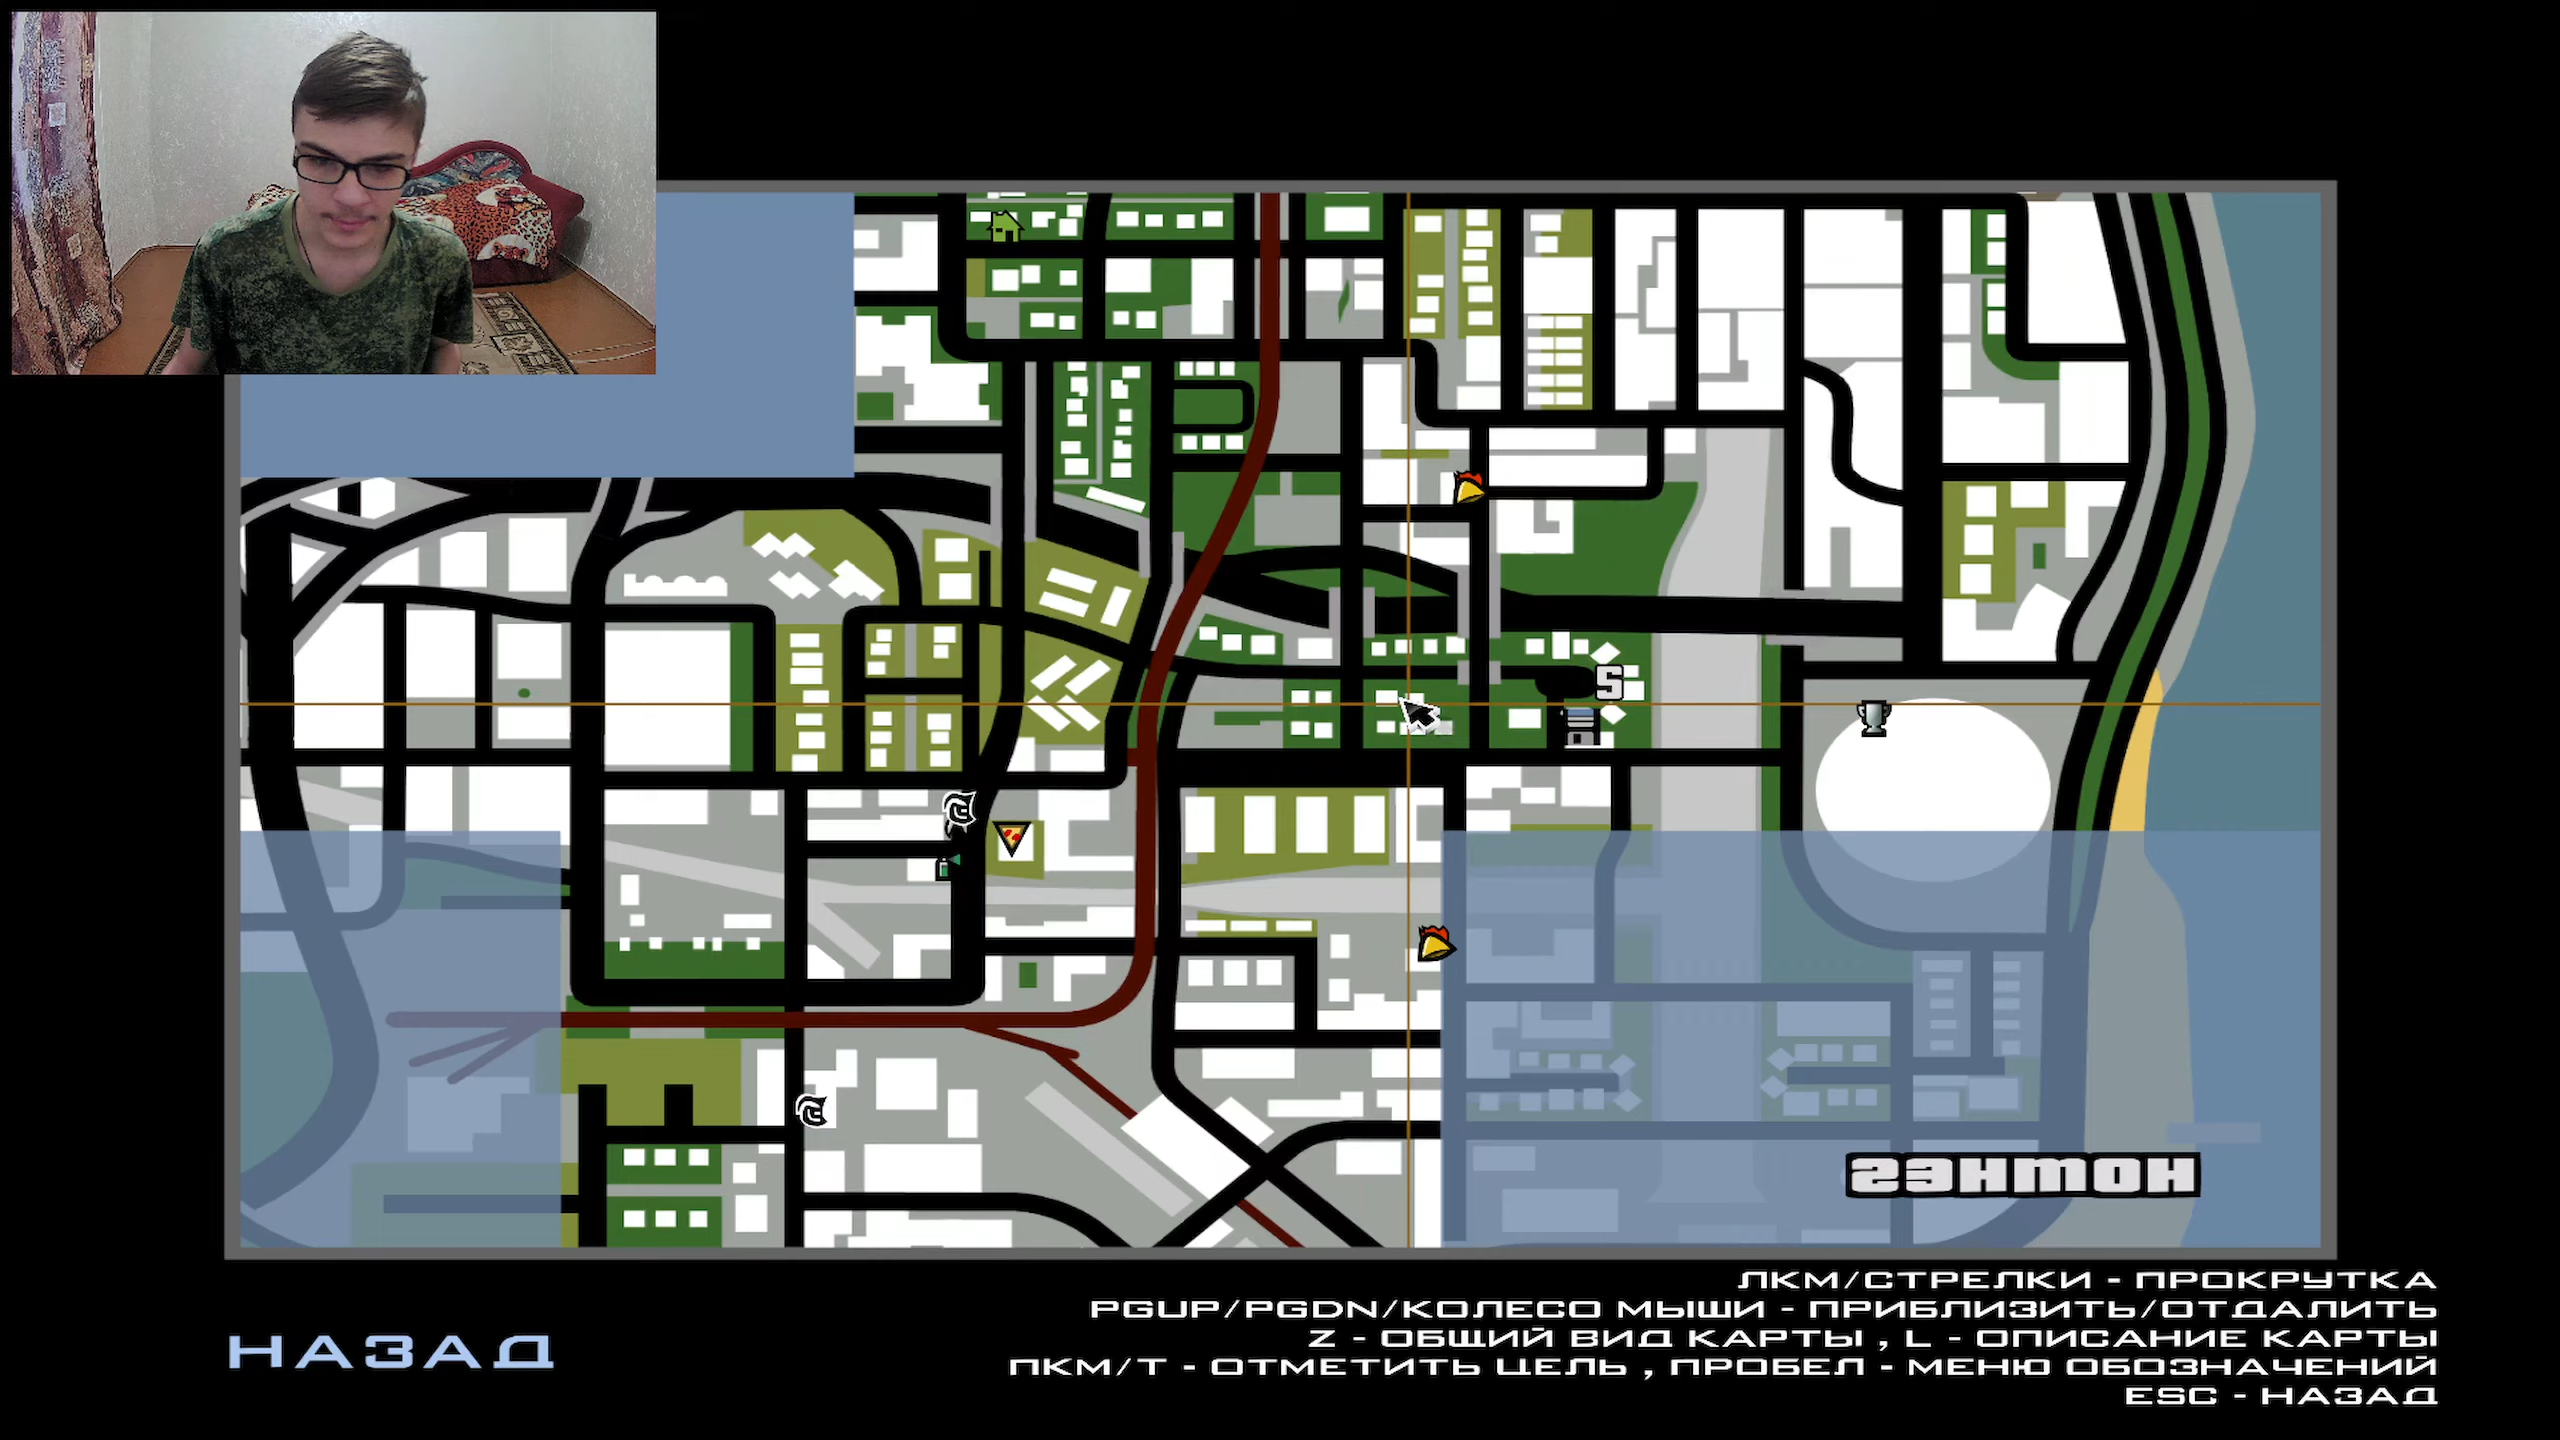 S
ГЭНТОН
ЛКМ/СТРЕЛКИ - ПРОКРУТКА
PGUP/PGDN/КОЛЕСО МЫШИ - ПРИБЛИЗИТЬ/ОТДАЛИТЬ
Z - ОБЩИЙ ВИД КАРТЫ , L - ОПИСАНИЕ КАРТЫ
ПКМ/T - ОТМЕТИТЬ ЦЕЛЬ , ПРОБЕЛ - МЕНЮ ОБОЗНАЧЕНИЙ
ESC - НАЗАД
НАЗАД